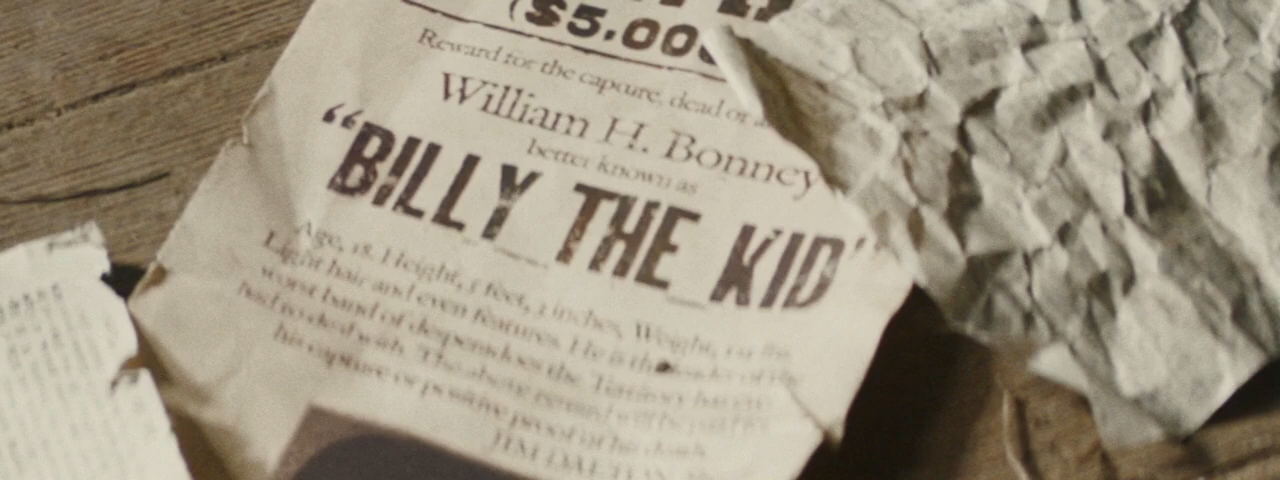 ($5.00
Reward for the capture, dead or
William H. Bonney
better known as
“BILLY THE KID”
Age, 18. Height, 5 feet, 3 inches. Weight,
Light hair and even features. He is the leader of the
worst band of desperadoes the Territory has ever
had to deal with. The above reward will be paid for
his capture or positive proof of his death.
JIM DALTON,